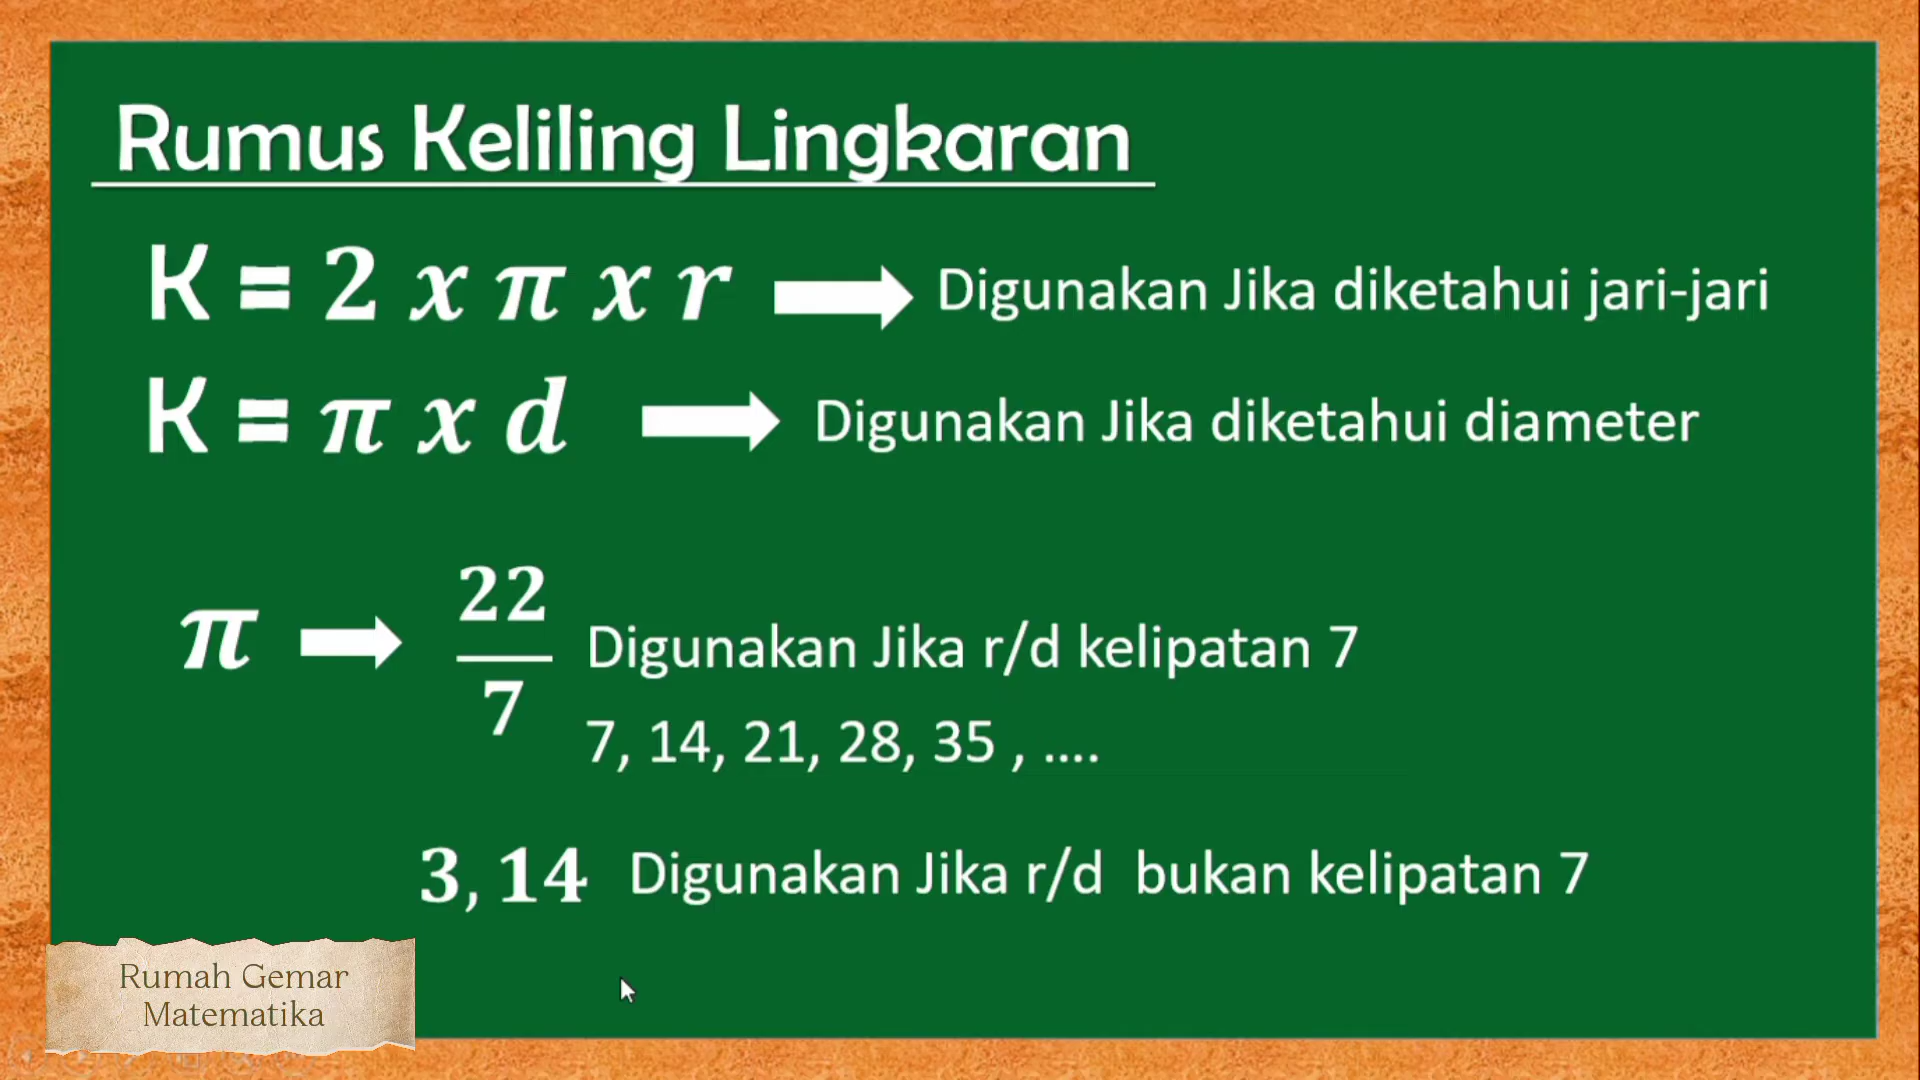 Rumus Keliling Lingkaran
K = 2 x π x r Digunakan Jika diketahui jari-jari
K = π x d Digunakan Jika diketahui diameter
π 22/7 Digunakan Jika r/d kelipatan 7
7, 14, 21, 28, 35 , ....
3, 14 Digunakan Jika r/d bukan kelipatan 7
Rumah Gemar
Matematika